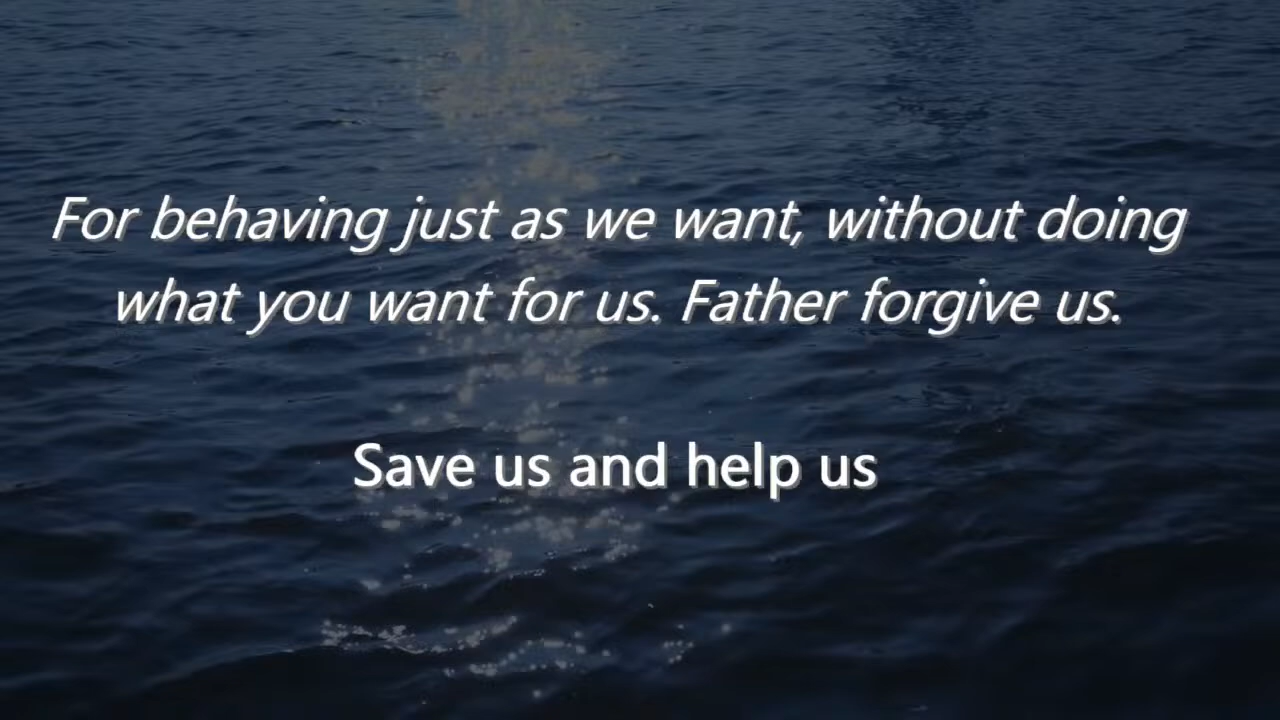 For behaving just as we want, without doing
what you want for us. Father forgive us.
Save us and help us